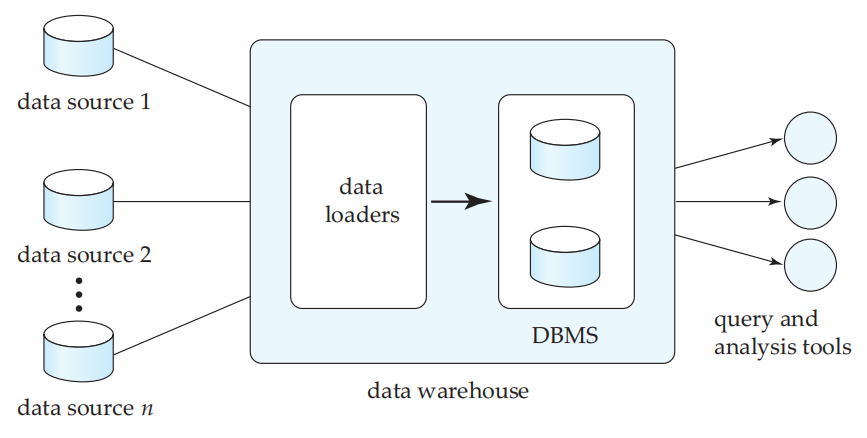 data source 1
data source 2
data source n
data
loaders
DBMS
data warehouse
query and
analysis tools